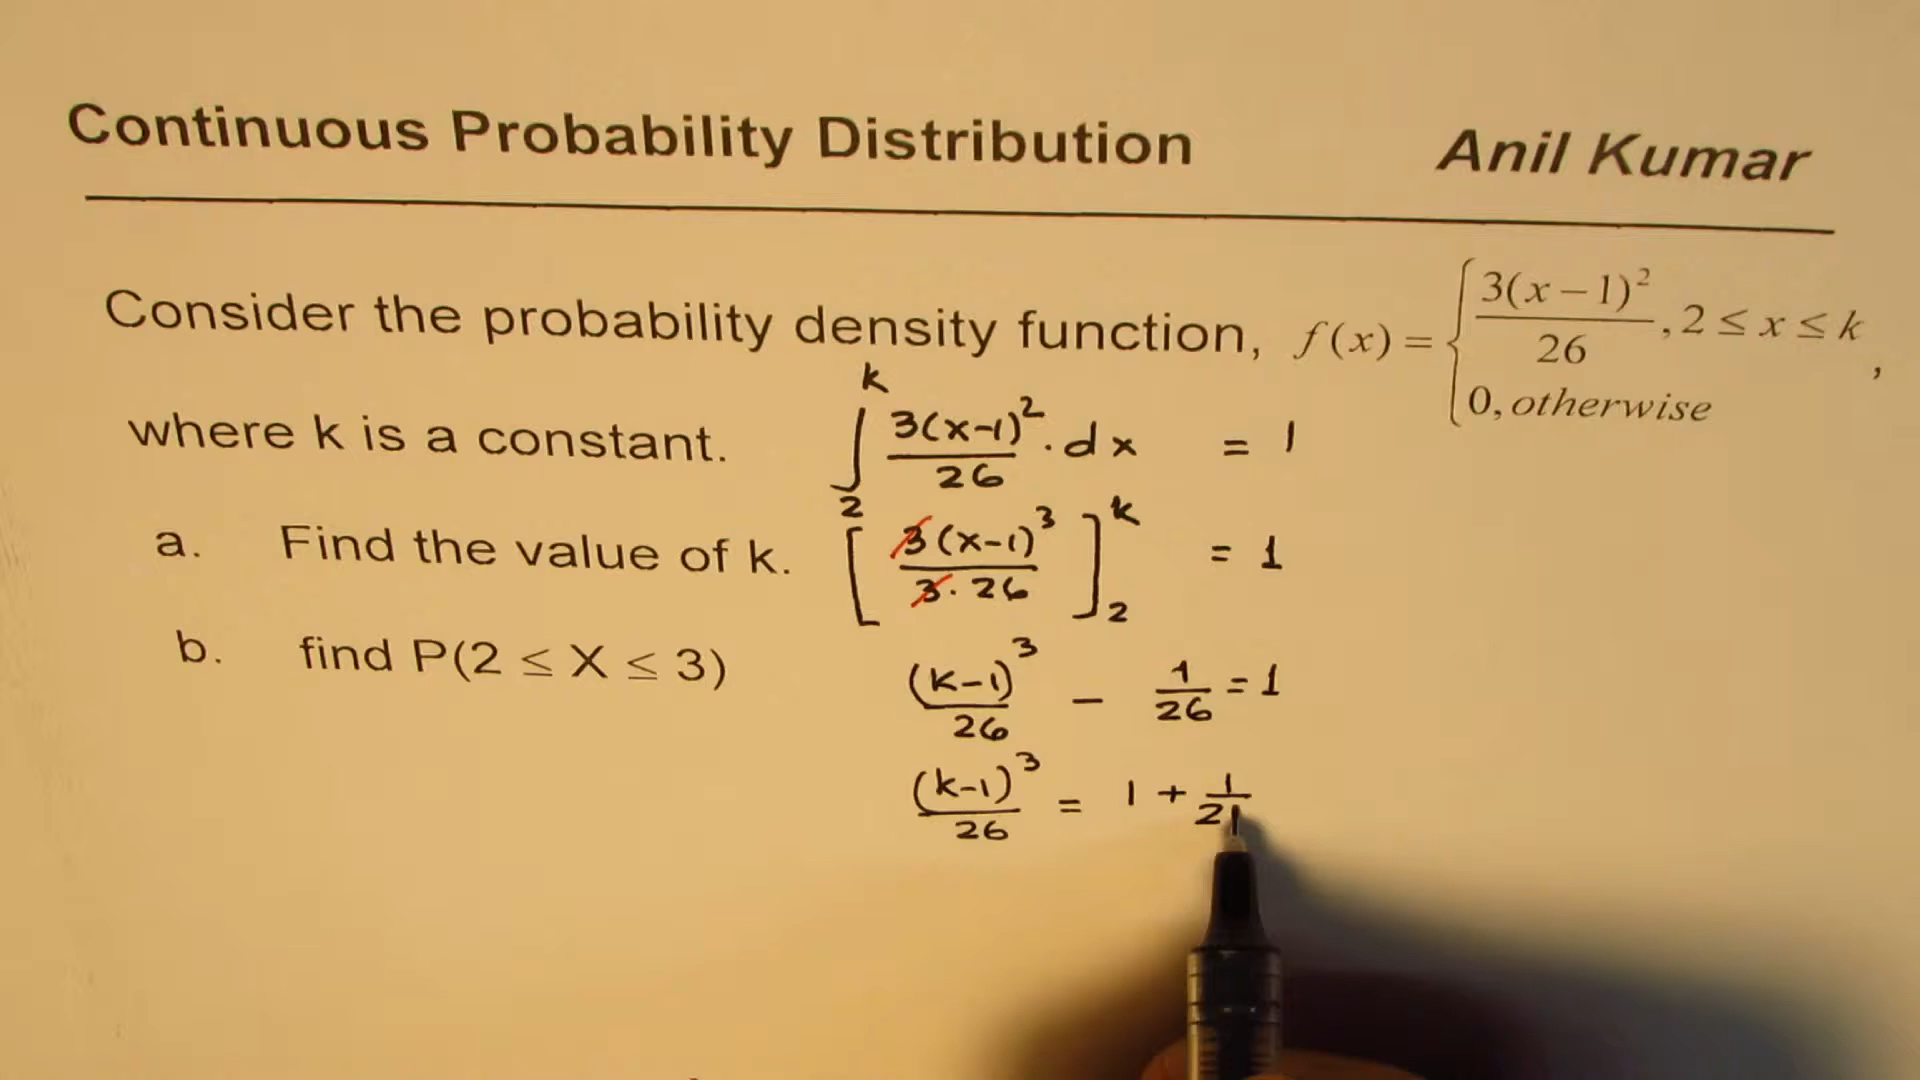 Continuous Probability Distribution Anil Kumar
Consider the probability density function, f(x) = { 3(x−1)²/26 , 2 ≤ x ≤ k
0, otherwise ,
where k is a constant. ∫₂ᵏ 3(x-1)²/26 . dx = 1
a. Find the value of k. [ 3(x-1)³/3. 26 ]₂ᵏ = 1
b. find P(2 ≤ X ≤ 3)
(k-1)³/26 - 1/26 = 1
(k-1)³/26 = 1 +